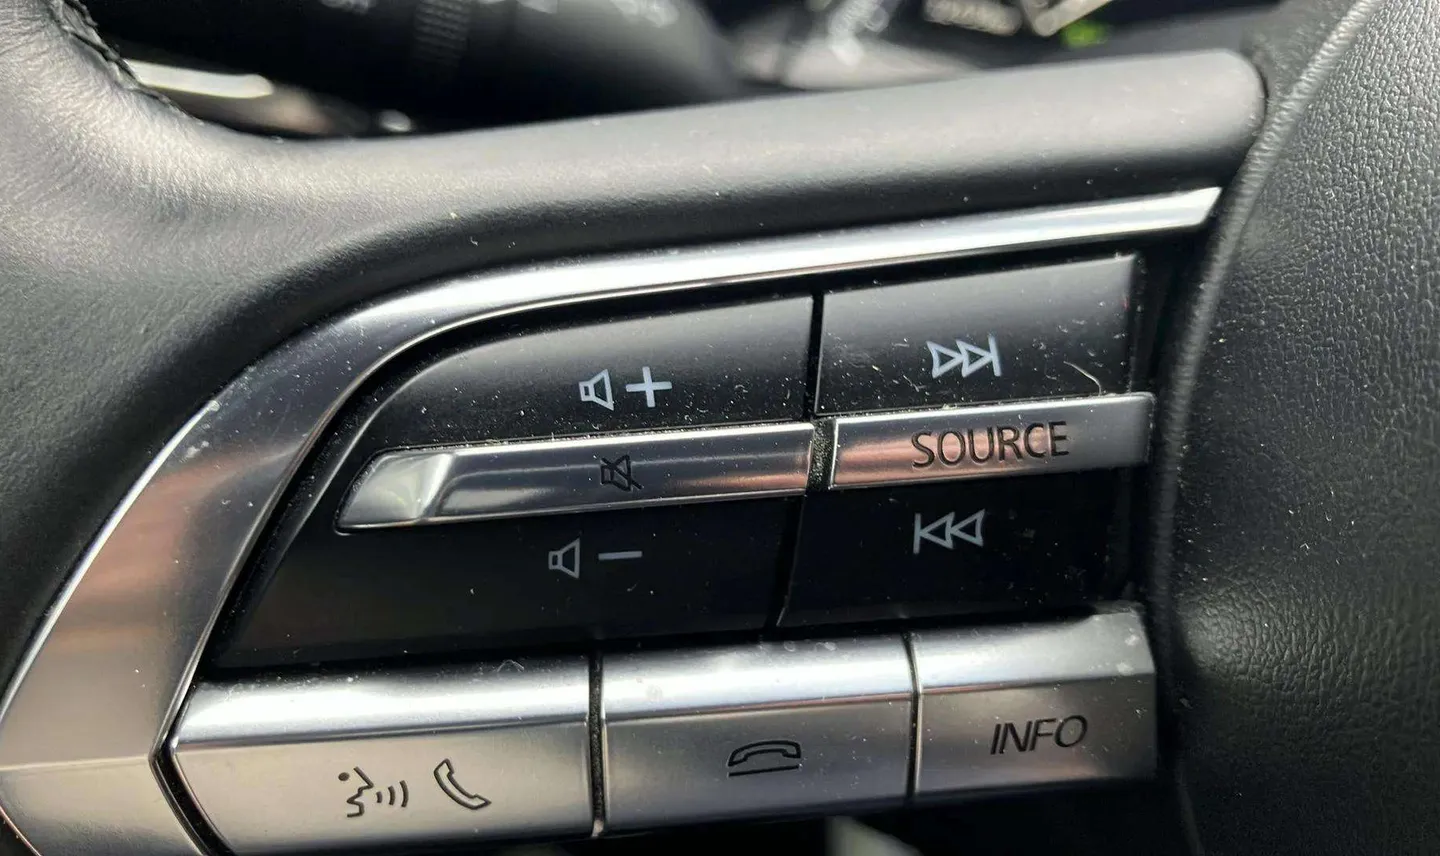 +
SOURCE
−
INFO